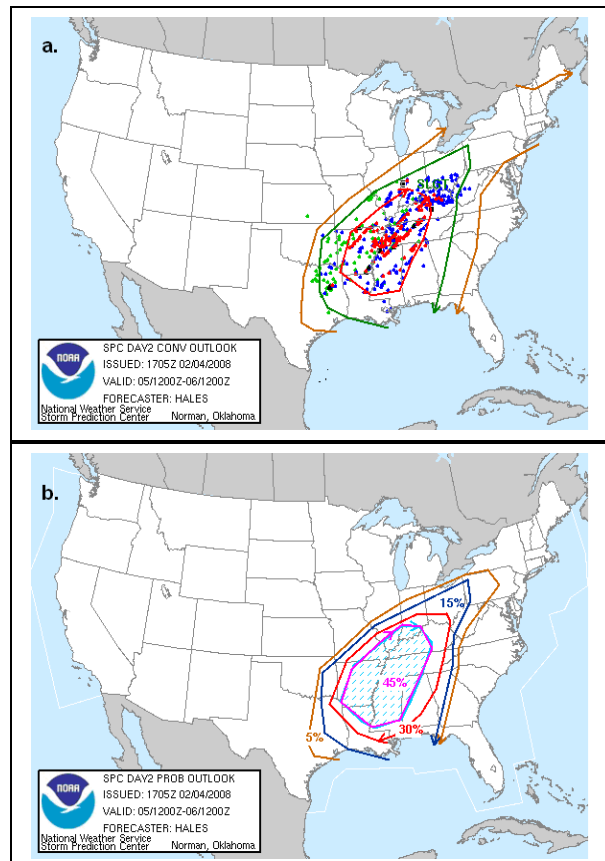 a.
SLGT
NOAA
SPC DAY2 CONV OUTLOOK
ISSUED: 1705Z 02/04/2008
VALID: 05/1200Z-06/1200Z
FORECASTER: HALES
National Weather Service
Storm Prediction Center Norman, Oklahoma
b.
15%
45%
30%
5%
NOAA
SPC DAY2 PROB OUTLOOK
ISSUED: 1705Z 02/04/2008
VALID: 05/1200Z-06/1200Z
FORECASTER: HALES
National Weather Service
Storm Prediction Center Norman, Oklahoma